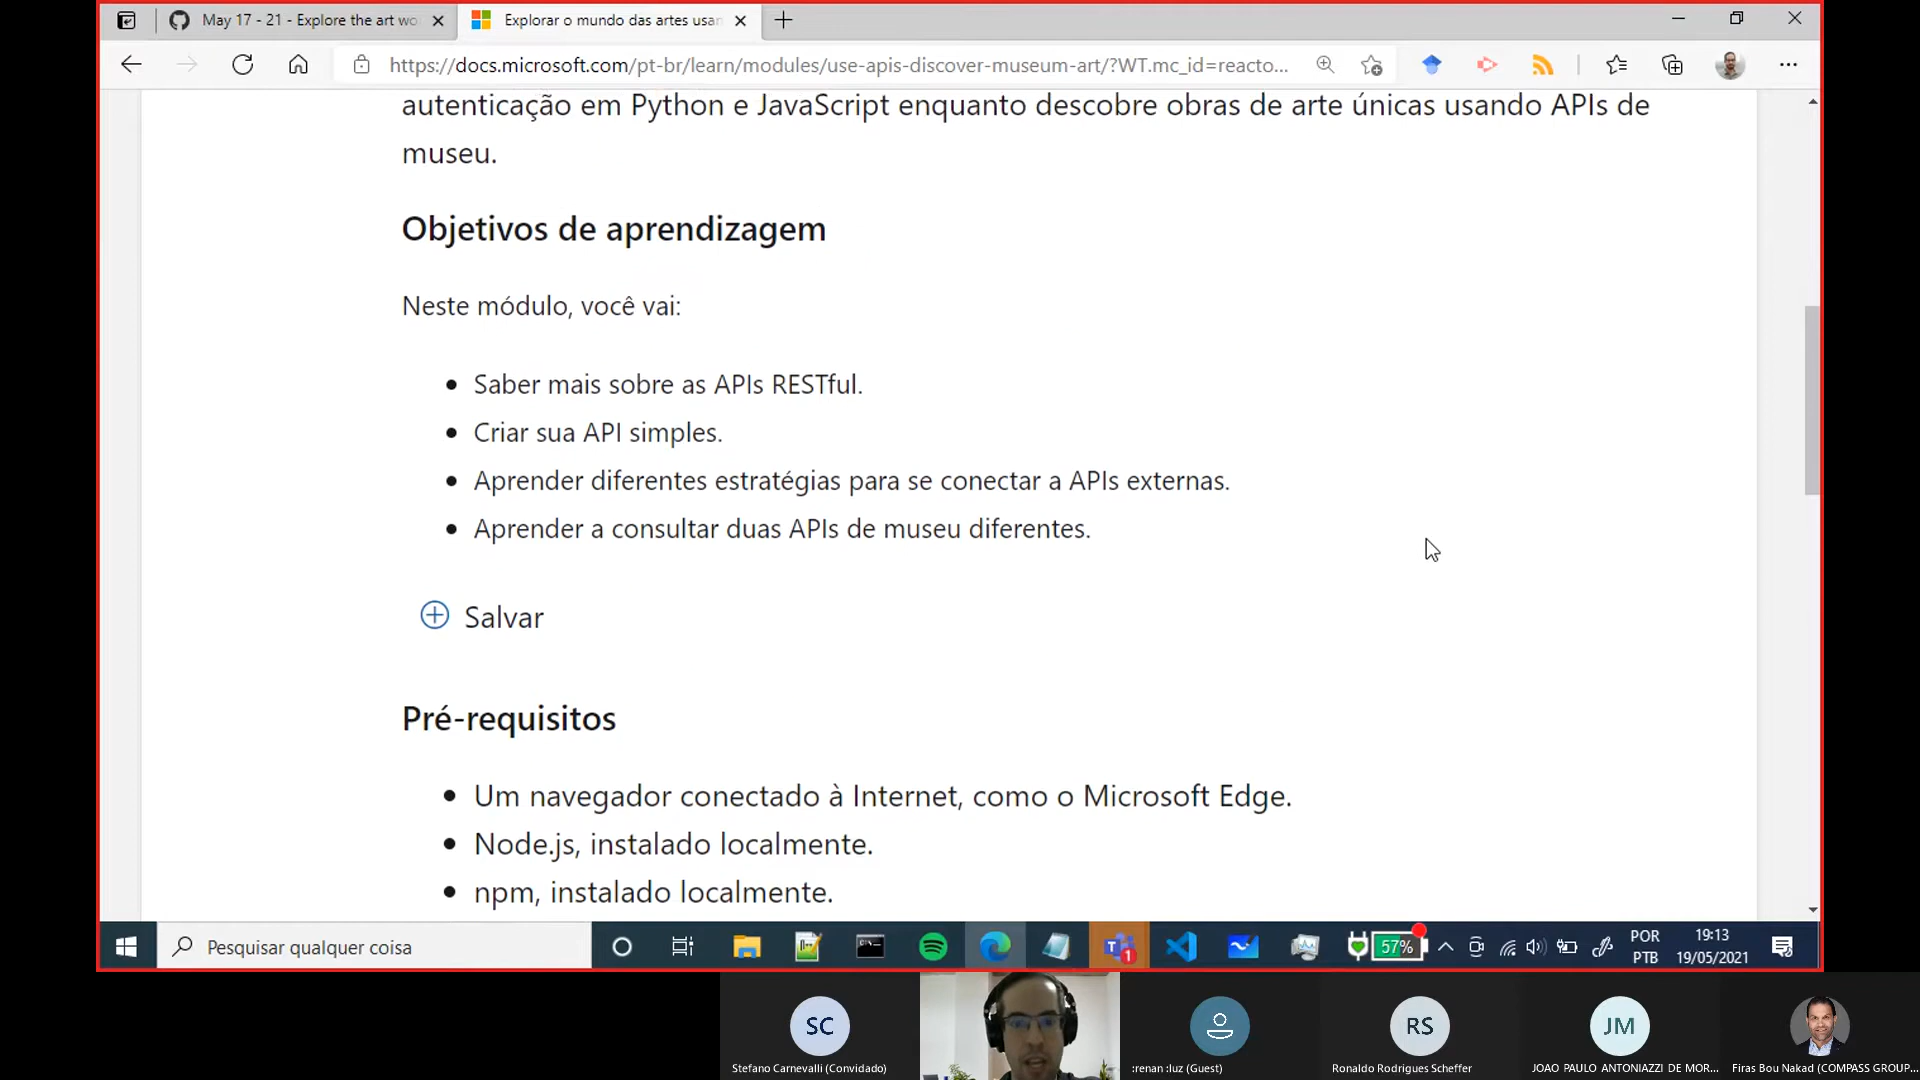 May 17 - 21 - Explore the art wo
Explorar o mundo das artes usan
https://docs.microsoft.com/pt-br/learn/modules/use-apis-discover-museum-art/?WT.mc_id=reacto...
autenticação em Python e JavaScript enquanto descobre obras de arte únicas usando APIs de
museu.
Objetivos de aprendizagem
Neste módulo, você vai:
Saber mais sobre as APIs RESTful.
Criar sua API simples.
Aprender diferentes estratégias para se conectar a APIs externas.
Aprender a consultar duas APIs de museu diferentes.
Salvar
Pré-requisitos
Um navegador conectado à Internet, como o Microsoft Edge.
Node.js, instalado localmente.
npm, instalado localmente.
Pesquisar qualquer coisa
1
57%
POR
PTB
19:13
19/05/2021
SC
RS
JM
Stefano Carnevalli (Convidado)
:renan :luz (Guest)
Ronaldo Rodrigues Scheffer
JOAO PAULO ANTONIAZZI DE MOR...
Firas Bou Nakad (COMPASS GROUP...